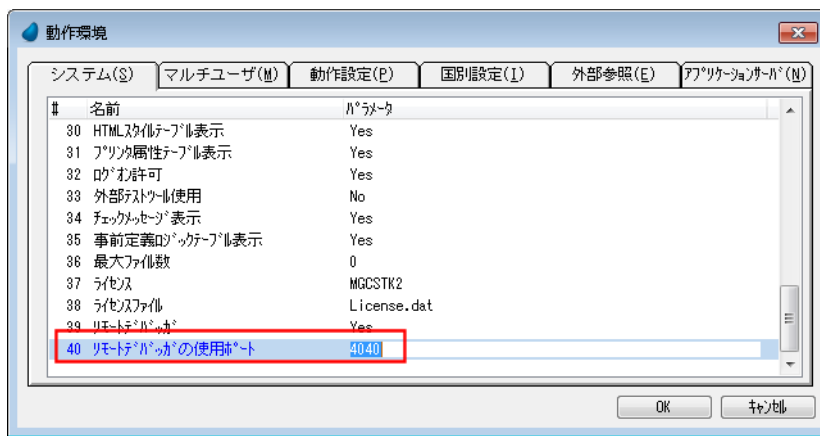 動作環境
システム(S) マルチユーザ(M) 動作設定(P) 国別設定(I) 外部参照(E) ｱﾌﾟﾘｹｰｼｮﾝｻｰﾊﾞ(N)
# 名前 ﾊﾟﾗﾒｰﾀ
30 HTMLｽﾀｲﾙﾃｰﾌﾞﾙ表示 Yes
31 ﾌﾟﾘﾝﾀ属性ﾃｰﾌﾞﾙ表示 Yes
32 ﾛｸﾞｵﾝ許可 Yes
33 外部ﾃｽﾄﾂｰﾙ使用 No
34 ﾁｪｯｸﾒｯｾｰｼﾞ表示 Yes
35 事前定義ﾛｼﾞｯｸﾃｰﾌﾞﾙ表示 Yes
36 最大ﾌｧｲﾙ数 0
37 ﾗｲｾﾝｽ MGCSTK2
38 ﾗｲｾﾝｽﾌｧｲﾙ License.dat
39 ﾘﾓｰﾄﾃﾞﾊﾞｯｶﾞ Yes
40 ﾘﾓｰﾄﾃﾞﾊﾞｯｶﾞの使用ﾎﾟｰﾄ 4040
OK ｷｬﾝｾﾙ